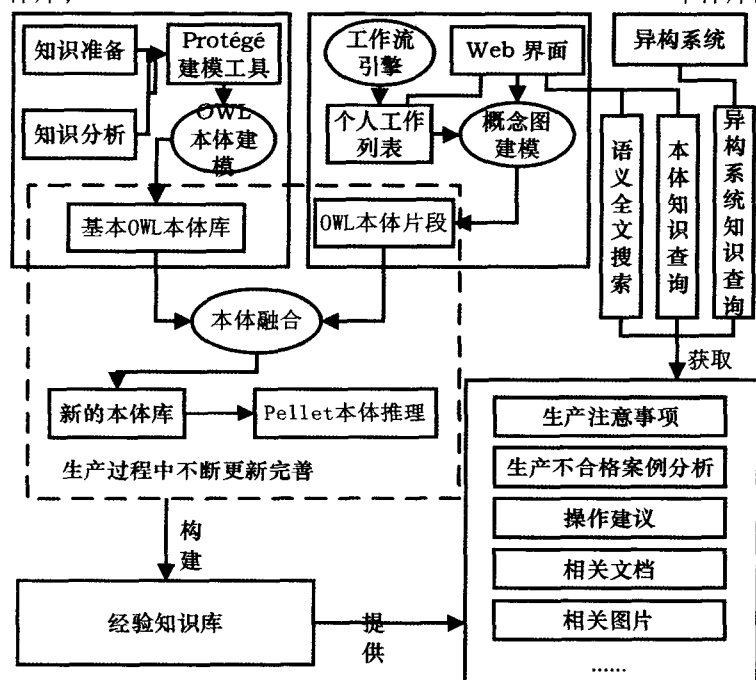 知识准备
Protégé
建模工具
知识分析
OWL
本体建
模
基本OWL本体库
工作流
引擎
Web 界面
个人工作
列表
概念图
建模
OWL本体片段
异构系统
语义全文搜索
本体知识查询
异构系统知识查询
本体融合
获取
新的本体库
Pellet本体推理
生产过程中不断更新完善
构
建
经验知识库
提
供
生产注意事项
生产不合格案例分析
操作建议
相关文档
相关图片
......